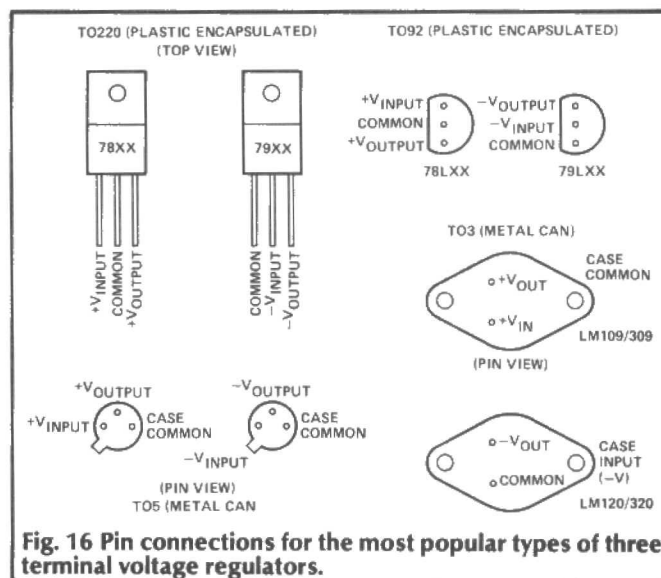 TO220 (PLASTIC ENCAPSULATED)
(TOP VIEW)
78XX
79XX
+VINPUT
COMMON
+VOUTPUT
COMMON
−VINPUT
−VOUTPUT
TO92 (PLASTIC ENCAPSULATED)
+VINPUT
COMMON
+VOUTPUT
78LXX
−VOUTPUT
−VINPUT
COMMON
79LXX
TO3 (METAL CAN)
CASE
COMMON
+VOUT
+VIN
LM109/309
(PIN VIEW)
+VOUTPUT
+VINPUT
CASE
COMMON
−VOUTPUT
CASE
COMMON
−VINPUT
(PIN VIEW)
TO5 (METAL CAN
−VOUT
COMMON
CASE
INPUT
(−V)
LM120/320
Fig. 16 Pin connections for the most popular types of three
terminal voltage regulators.